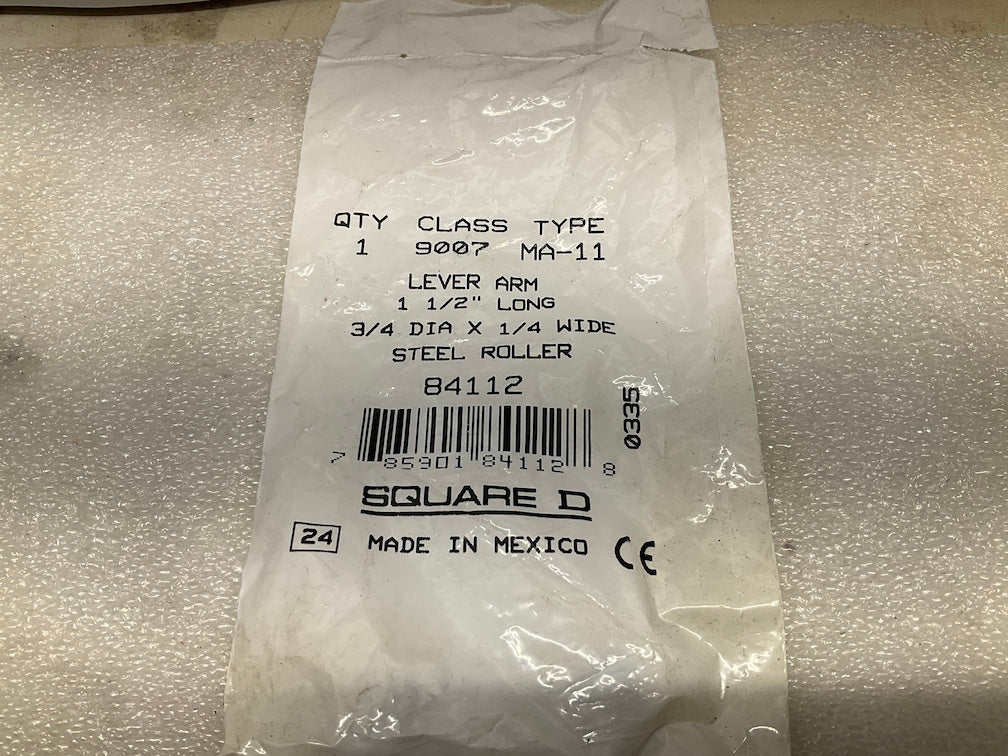 QTY CLASS TYPE
1 9007 MA-11
LEVER ARM
1 1/2" LONG
3/4 DIA X 1/4 WIDE
STEEL ROLLER
84112
0335
7 85901 84112 8
SQUARE D
24 MADE IN MEXICO CE